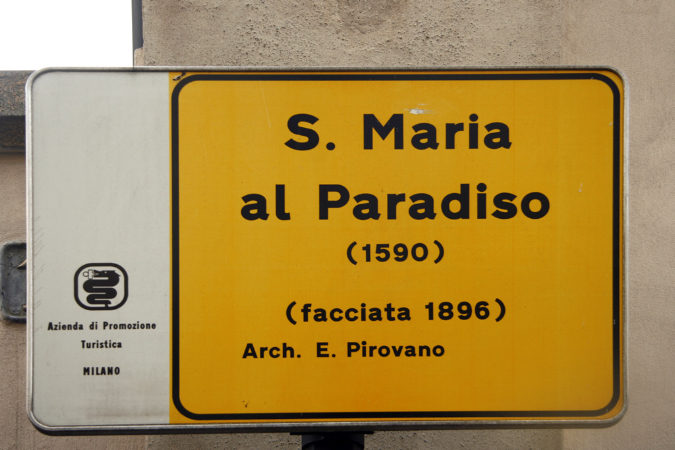 S. Maria
al Paradiso
(1590)
(facciata 1896)
Arch. E. Pirovano
Azienda di Promozione
Turistica
MILANO